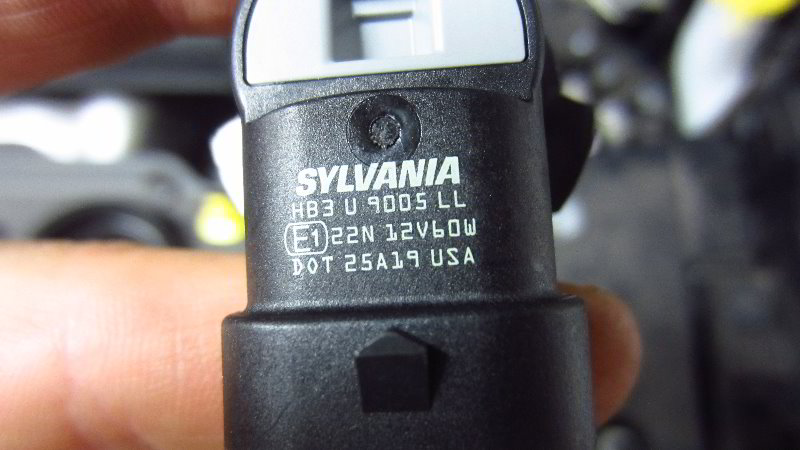 SYLVANIA
HB3 U 9005 LL
E1 22N 12V60W
DOT 25A19 USA